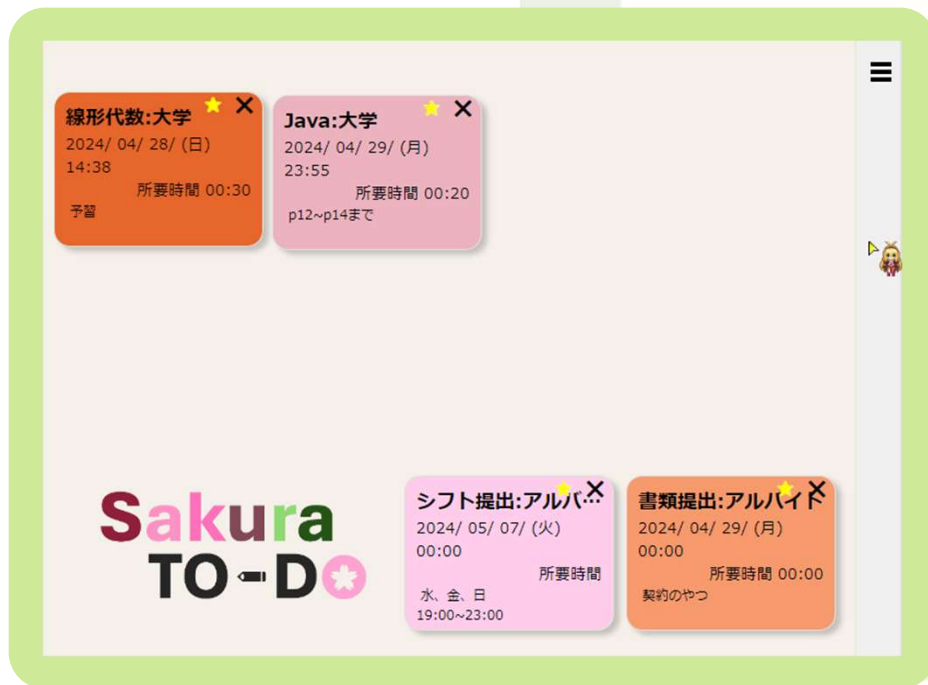 線形代数:大学
2024/ 04/ 28/ (日)
14:38
所要時間 00:30
予習
Java:大学
2024/ 04/ 29/ (月)
23:55
所要時間 00:20
p12~p14まで
Sakura
TO-DO
シフト提出:アルバ…
2024/ 05/ 07/ (火)
00:00
所要時間
水、金、日
19:00~23:00
書類提出:アルバイト
2024/ 04/ 29/ (月)
00:00
所要時間 00:00
契約のやつ